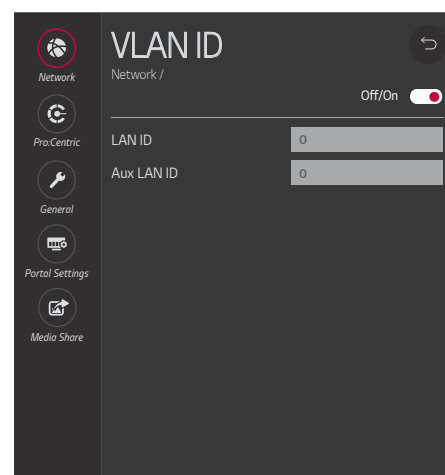 VLAN ID
Network /
Off/On
LAN ID 0
Aux LAN ID 0
Network
Pro:Centric
General
Portal Settings
Media Share